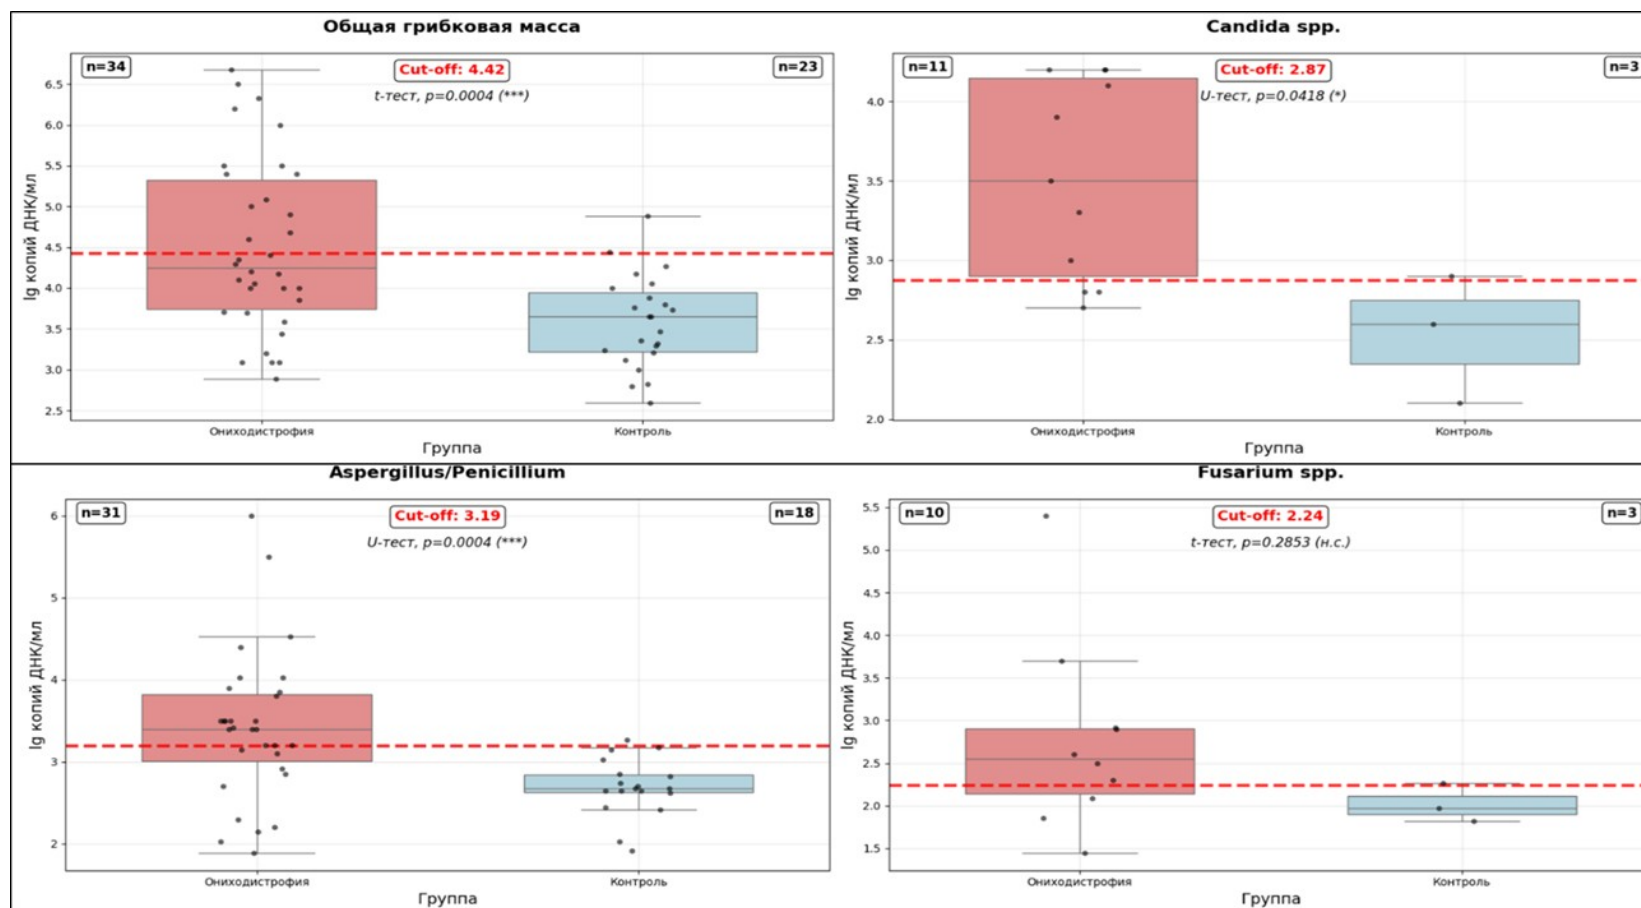 Общая грибковая масса
n=34
Cut-off: 4.42
n=23
t-тест, p=0.0004 (***)
lg копий ДНК/мл
6.5
6.0
5.5
5.0
4.5
4.0
3.5
3.0
2.5
Ониходистрофия
Контроль
Группа
Candida spp.
n=11
Cut-off: 2.87
n=3
U-тест, p=0.0418 (*)
lg копий ДНК/мл
4.0
3.5
3.0
2.5
2.0
Ониходистрофия
Контроль
Группа
Aspergillus/Penicillium
n=31
Cut-off: 3.19
n=18
U-тест, p=0.0004 (***)
lg копий ДНК/мл
6
5
4
3
2
Ониходистрофия
Контроль
Группа
Fusarium spp.
n=10
Cut-off: 2.24
n=3
t-тест, p=0.2853 (н.с.)
lg копий ДНК/мл
5.5
5.0
4.5
4.0
3.5
3.0
2.5
2.0
1.5
Ониходистрофия
Контроль
Группа